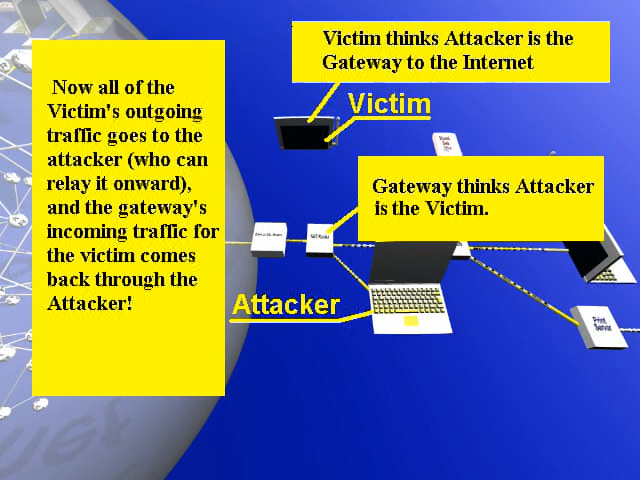 Victim thinks Attacker is the
Gateway to the Internet
Now all of the
Victim's outgoing
traffic goes to the
attacker (who can
relay it onward),
and the gateway's
incoming traffic for
the victim comes
back through the
Attacker!
Victim
Gateway thinks Attacker
is the Victim.
Attacker
Print
Server